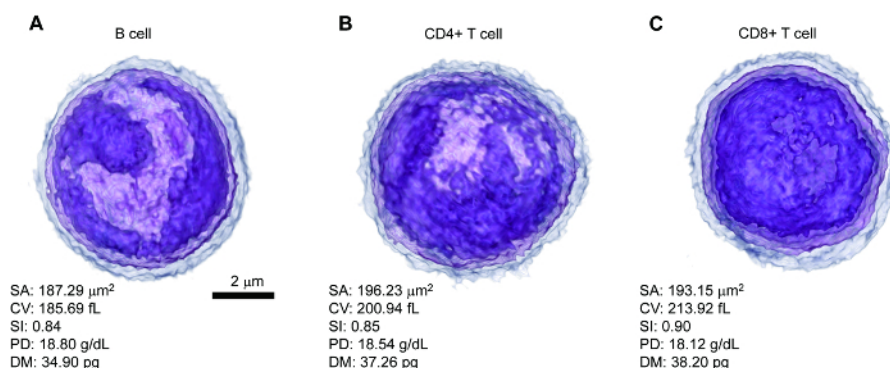 A
B cell
B
CD4+ T cell
C
CD8+ T cell
SA: 187.29 μm²
CV: 185.69 fL
SI: 0.84
PD: 18.80 g/dL
DM: 34.90 pg
2 μm
SA: 196.23 μm²
CV: 200.94 fL
SI: 0.85
PD: 18.54 g/dL
DM: 37.26 pg
SA: 193.15 μm²
CV: 213.92 fL
SI: 0.90
PD: 18.12 g/dL
DM: 38.20 pg